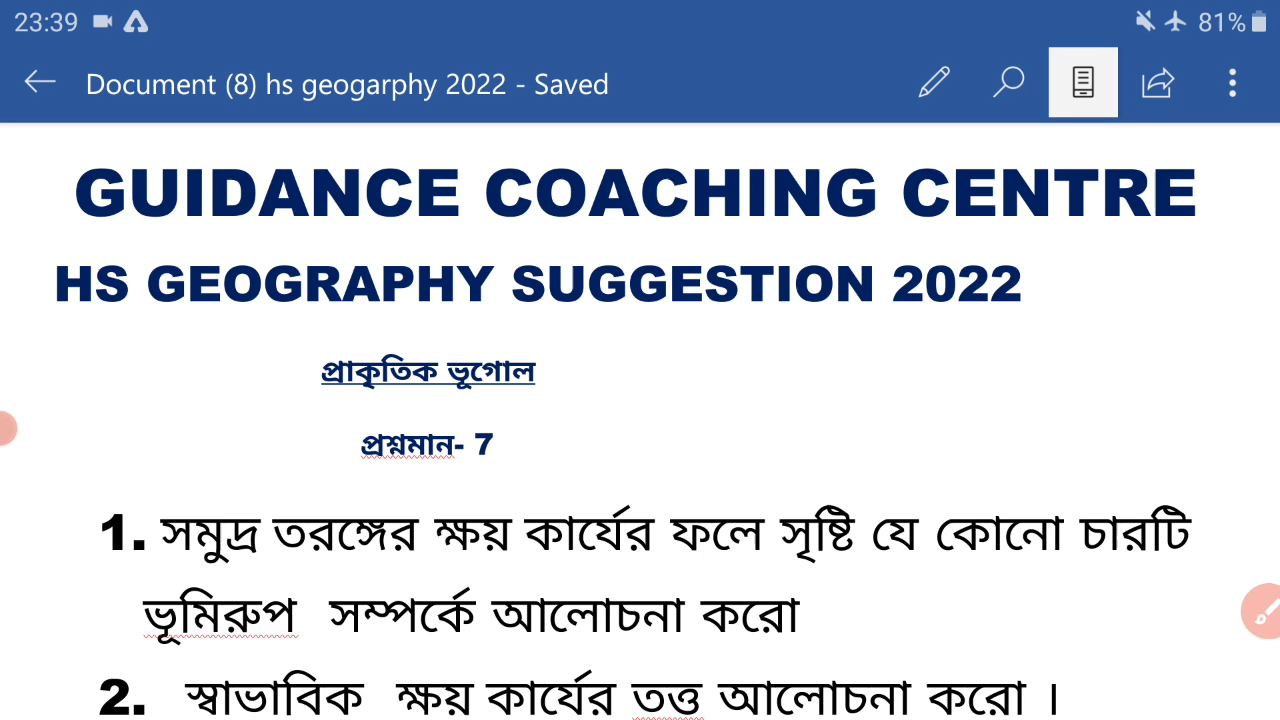 23:39 81%
Document (8) hs geogarphy 2022 - Saved
GUIDANCE COACHING CENTRE
HS GEOGRAPHY SUGGESTION 2022
প্রাকৃতিক ভূগোল
প্রশ্নমান- 7
1. সমুদ্র তরঙ্গের ক্ষয় কার্যের ফলে সৃষ্টি যে কোনো চারটি
ভূমিরুপ সম্পর্কে আলোচনা করো
2. স্বাভাবিক ক্ষয় কার্যের তত্ত আলোচনা করো ।